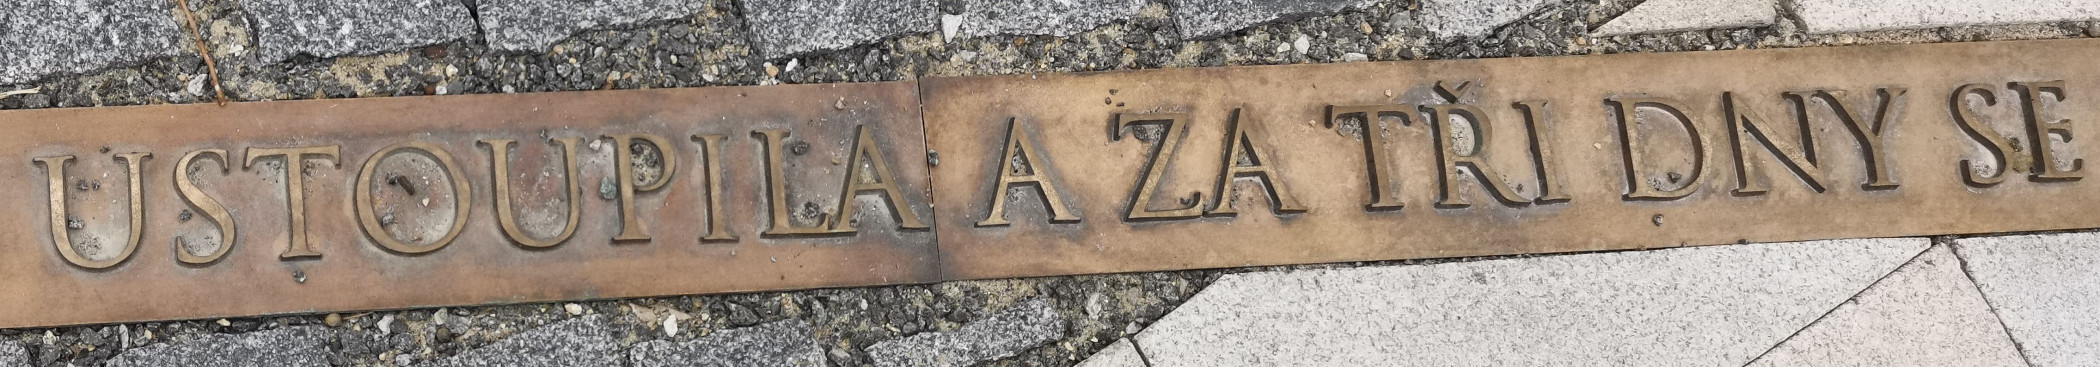 USTOUPILA A ZA TŘI DNY SE